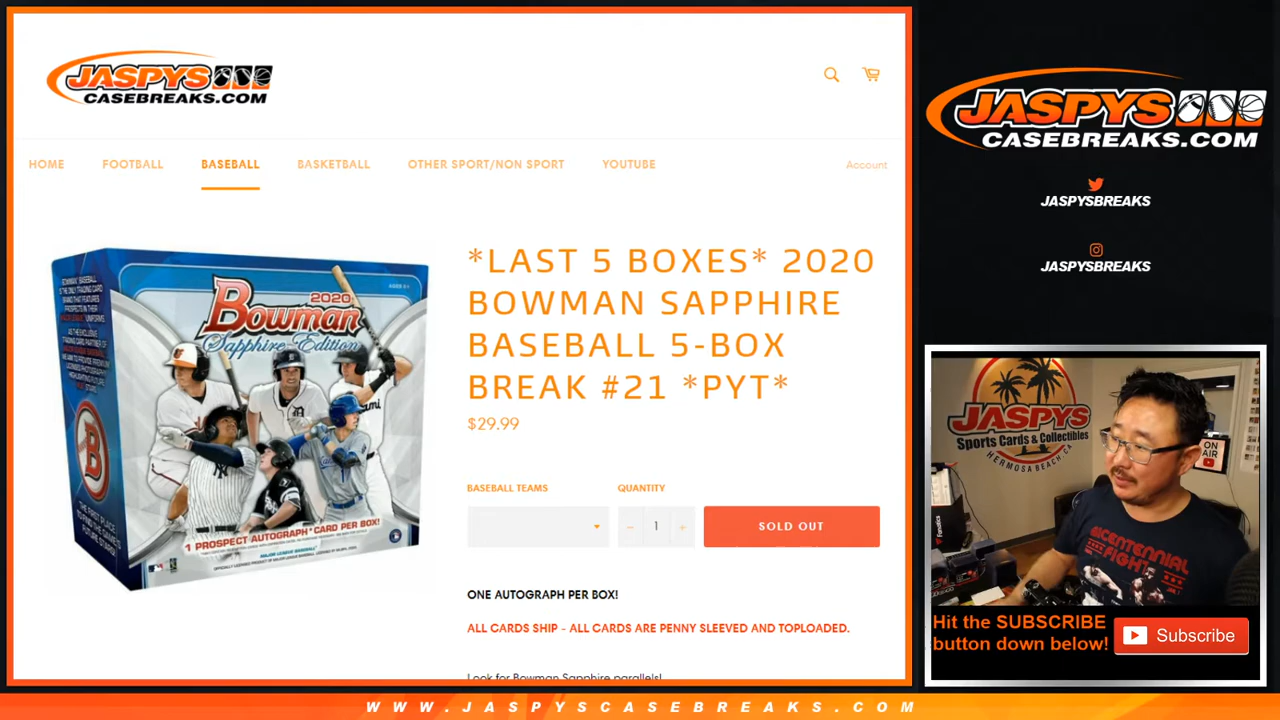 JASPYS
CASEBREAKS.COM
HOME FOOTBALL BASEBALL BASKETBALL OTHER SPORT/NON SPORT YOUTUBE Account
2020
Bowman
Sapphire Edition
1 PROSPECT AUTOGRAPH CARD PER BOX!
*LAST 5 BOXES* 2020
BOWMAN SAPPHIRE
BASEBALL 5-BOX
BREAK #21 *PYT*
$29.99
BASEBALL TEAMS QUANTITY
− 1 + SOLD OUT
ONE AUTOGRAPH PER BOX!
ALL CARDS SHIP – ALL CARDS ARE PENNY SLEEVED AND TOPLOADED.
Look for Bowman Sapphire parallels!
JASPYS
CASEBREAKS.COM
JASPYSBREAKS
JASPYSBREAKS
JASPYS
Sports Cards & Collectibles
HERMOSA BEACH, CA
ON
AIR
BICENTENNIAL
FIGHT
Hit the SUBSCRIBE
button down below!
Subscribe
WWW.JASPYSCASEBREAKS.COM